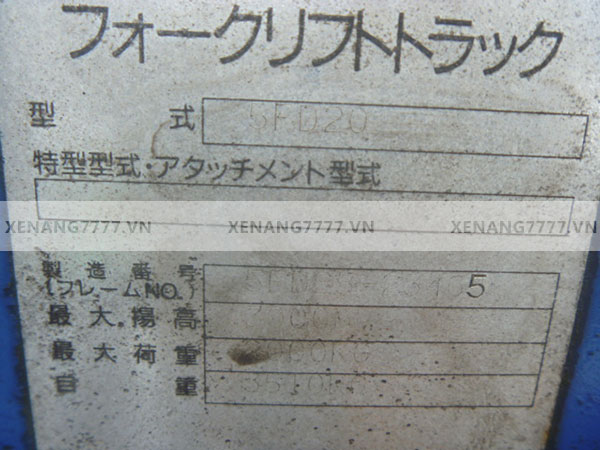 フォークリフトトラック
型式 5FD20
特型型式・アタッチメント型式
XENANG7777.VN XENANG7777.VN XENANG7777.VN
製造番号
(フレームNO.) 5
最大揚高
最大荷重
自重